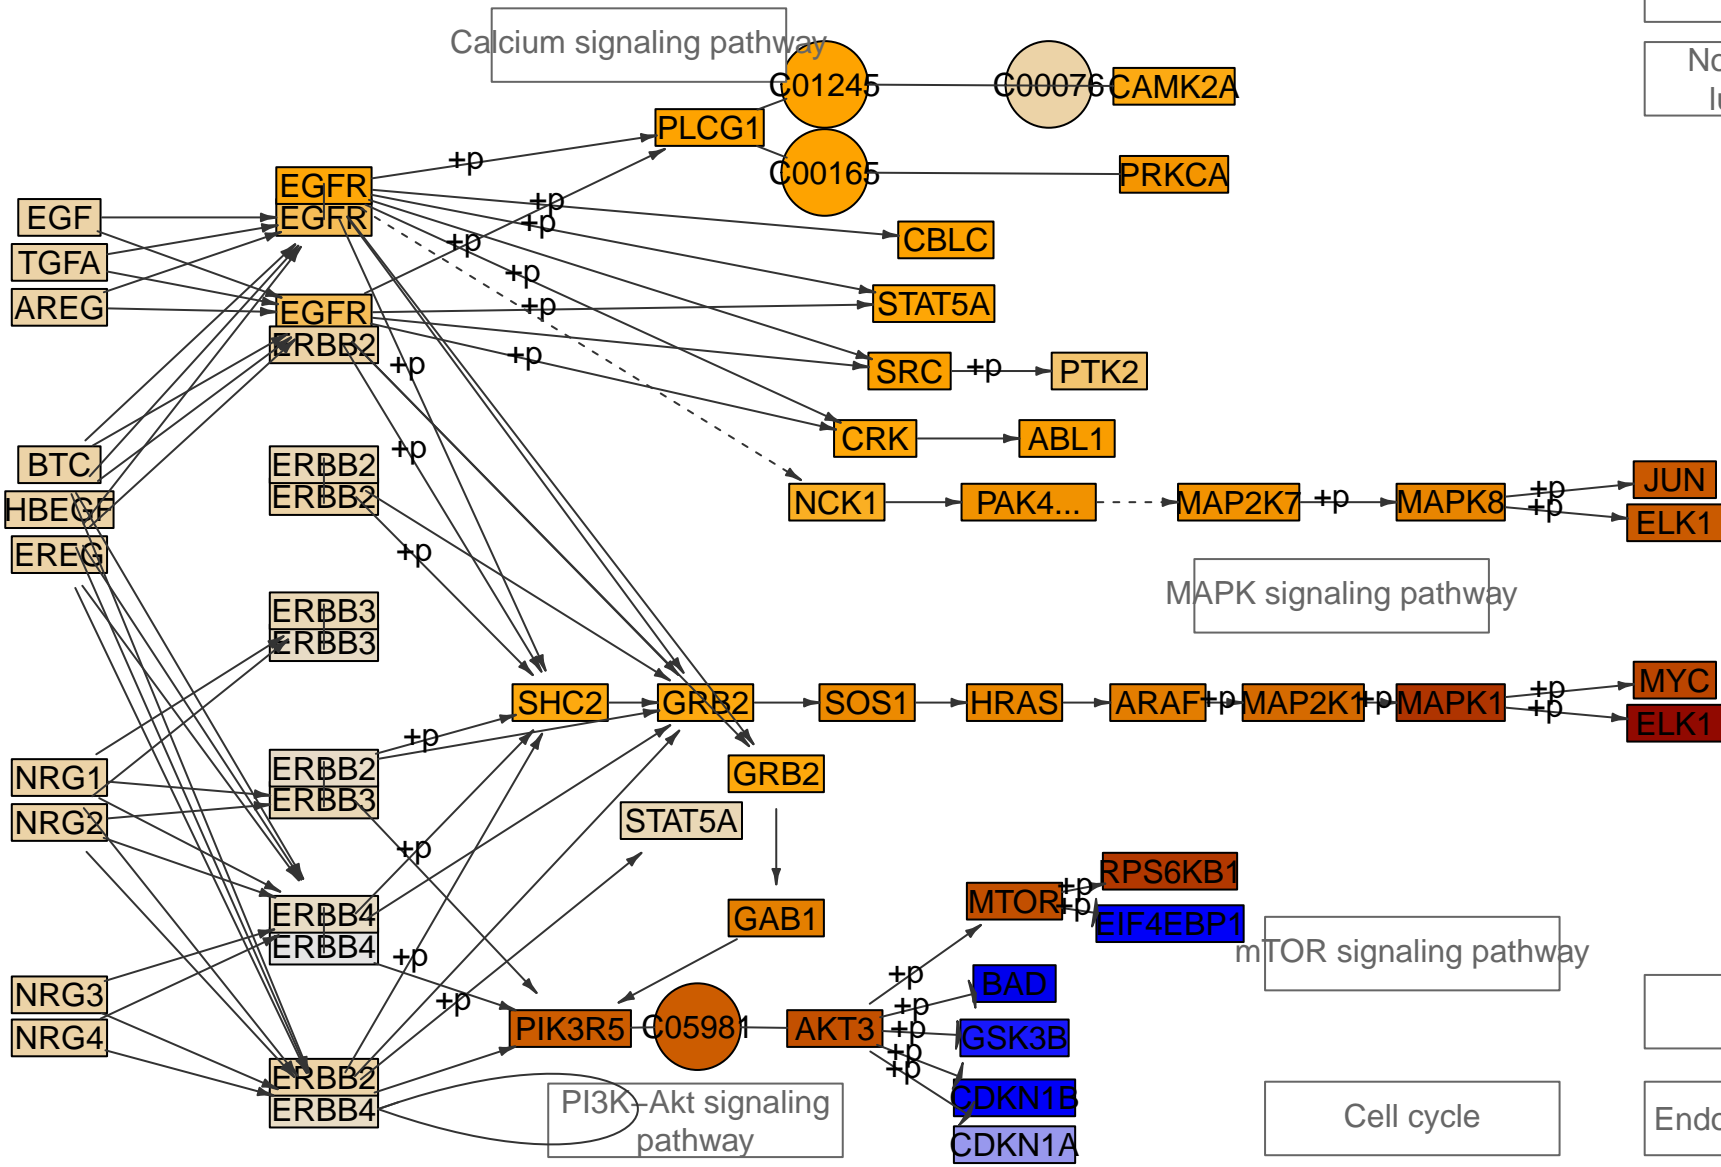 Calcium signaling pathway
No
lu
C01245
C00076
CAMK2A
PLCG1
C00165
PRKCA
+p
EGFR
EGFR
EGF
TGFA
AREG
+p
+p
+p
CBLC
+p
STAT5A
+p
EGFR
ERBB2
+p
+p
SRC
+p
PTK2
CRK
ABL1
BTC
HBEGF
EREG
ERBB2
ERBB2
+p
+p
NCK1
PAK4...
MAP2K7
+p
MAPK8
+p
+p
JUN
ELK1
MAPK signaling pathway
ERBB3
ERBB3
SHC2
GRB2
SOS1
HRAS
ARAF
+p
MAP2K1
+p
MAPK1
+p
+p
MYC
ELK1
+p
NRG1
NRG2
ERBB2
ERBB3
GRB2
STAT5A
+p
ERBB4
ERBB4
+p
GAB1
MTOR
+p
+p
RPS6KB1
EIF4EBP1
mTOR signaling pathway
NRG3
NRG4
+p
PIK3R5
C05981
AKT3
+p
+p
+p
+p
+p
BAD
GSK3B
CDKN1B
CDKN1A
ERBB2
ERBB4
PI3K−Akt signaling
pathway
Cell cycle
Endo